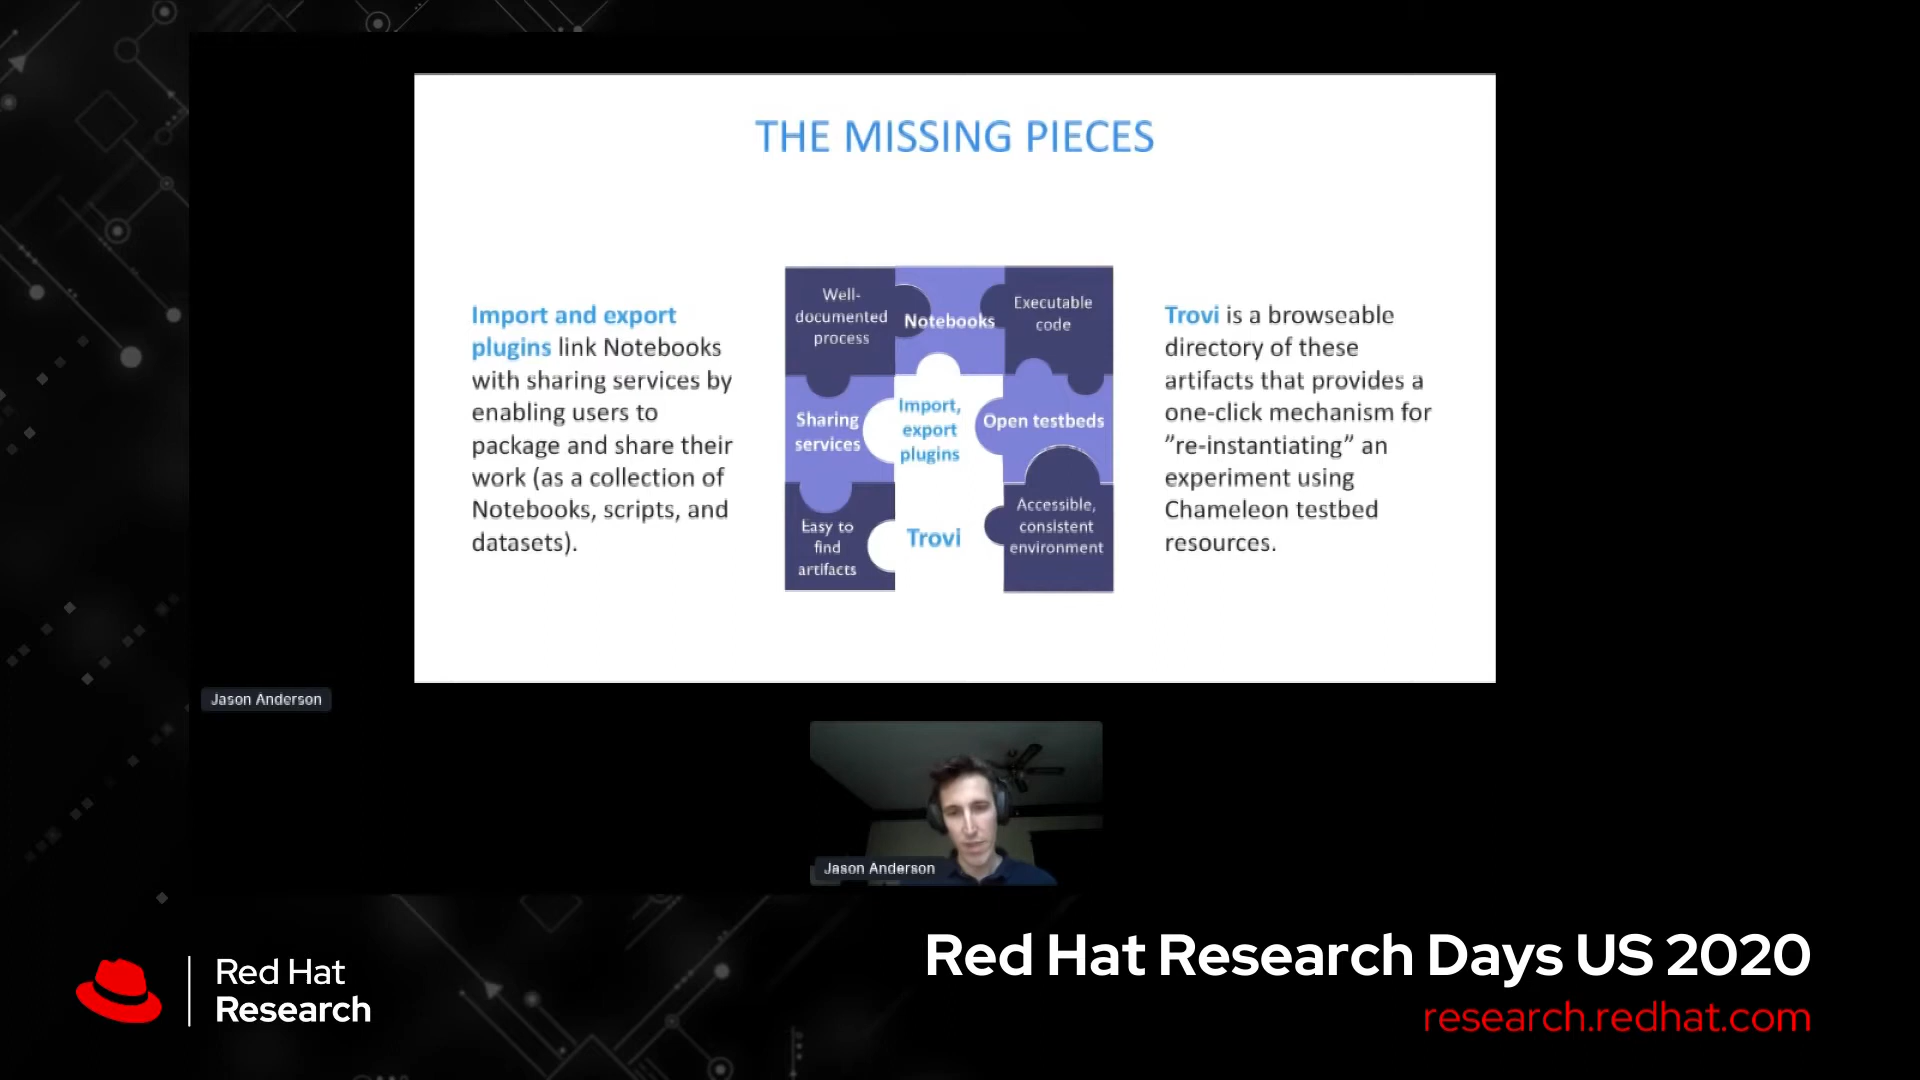 THE MISSING PIECES
Import and export
plugins link Notebooks
with sharing services by
enabling users to
package and share their
work (as a collection of
Notebooks, scripts, and
datasets).
Well-
documented
process
Notebooks
Executable
code
Sharing
services
Import,
export
plugins
Open testbeds
Easy to
find
artifacts
Trovi
Accessible,
consistent
environment
Trovi is a browseable
directory of these
artifacts that provides a
one-click mechanism for
”re-instantiating” an
experiment using
Chameleon testbed
resources.
Jason Anderson
Jason Anderson
Red Hat
Research
Red Hat Research Days US 2020
research.redhat.com